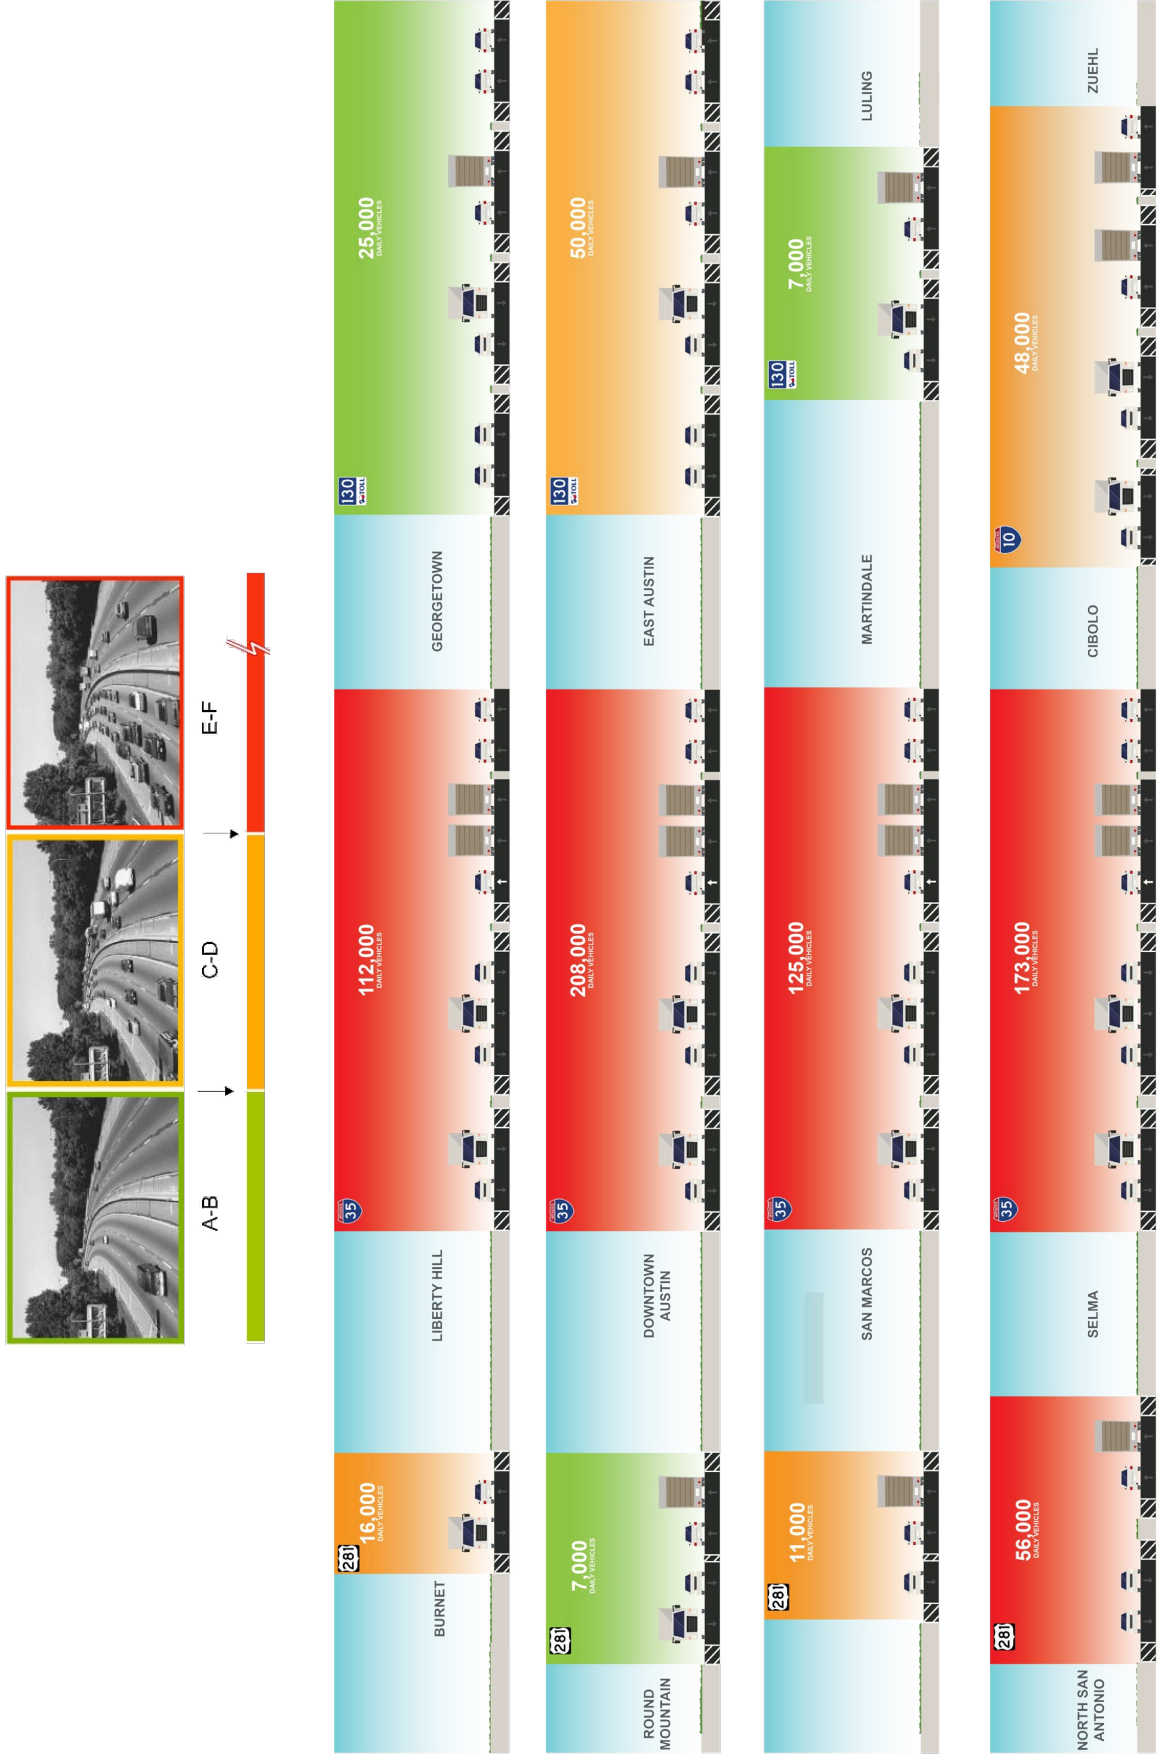 A-B
C-D
E-F
BURNET
281
16,000
DAILY VEHICLES
LIBERTY HILL
35
112,000
DAILY VEHICLES
GEORGETOWN
130
TOLL
25,000
DAILY VEHICLES
ROUND
MOUNTAIN
281
7,000
DAILY VEHICLES
DOWNTOWN
AUSTIN
35
208,000
DAILY VEHICLES
EAST AUSTIN
130
TOLL
50,000
DAILY VEHICLES
281
11,000
DAILY VEHICLES
SAN MARCOS
35
125,000
DAILY VEHICLES
MARTINDALE
130
TOLL
7,000
DAILY VEHICLES
LULING
NORTH SAN
ANTONIO
281
56,000
DAILY VEHICLES
SELMA
35
173,000
DAILY VEHICLES
CIBOLO
10
48,000
DAILY VEHICLES
ZUEHL